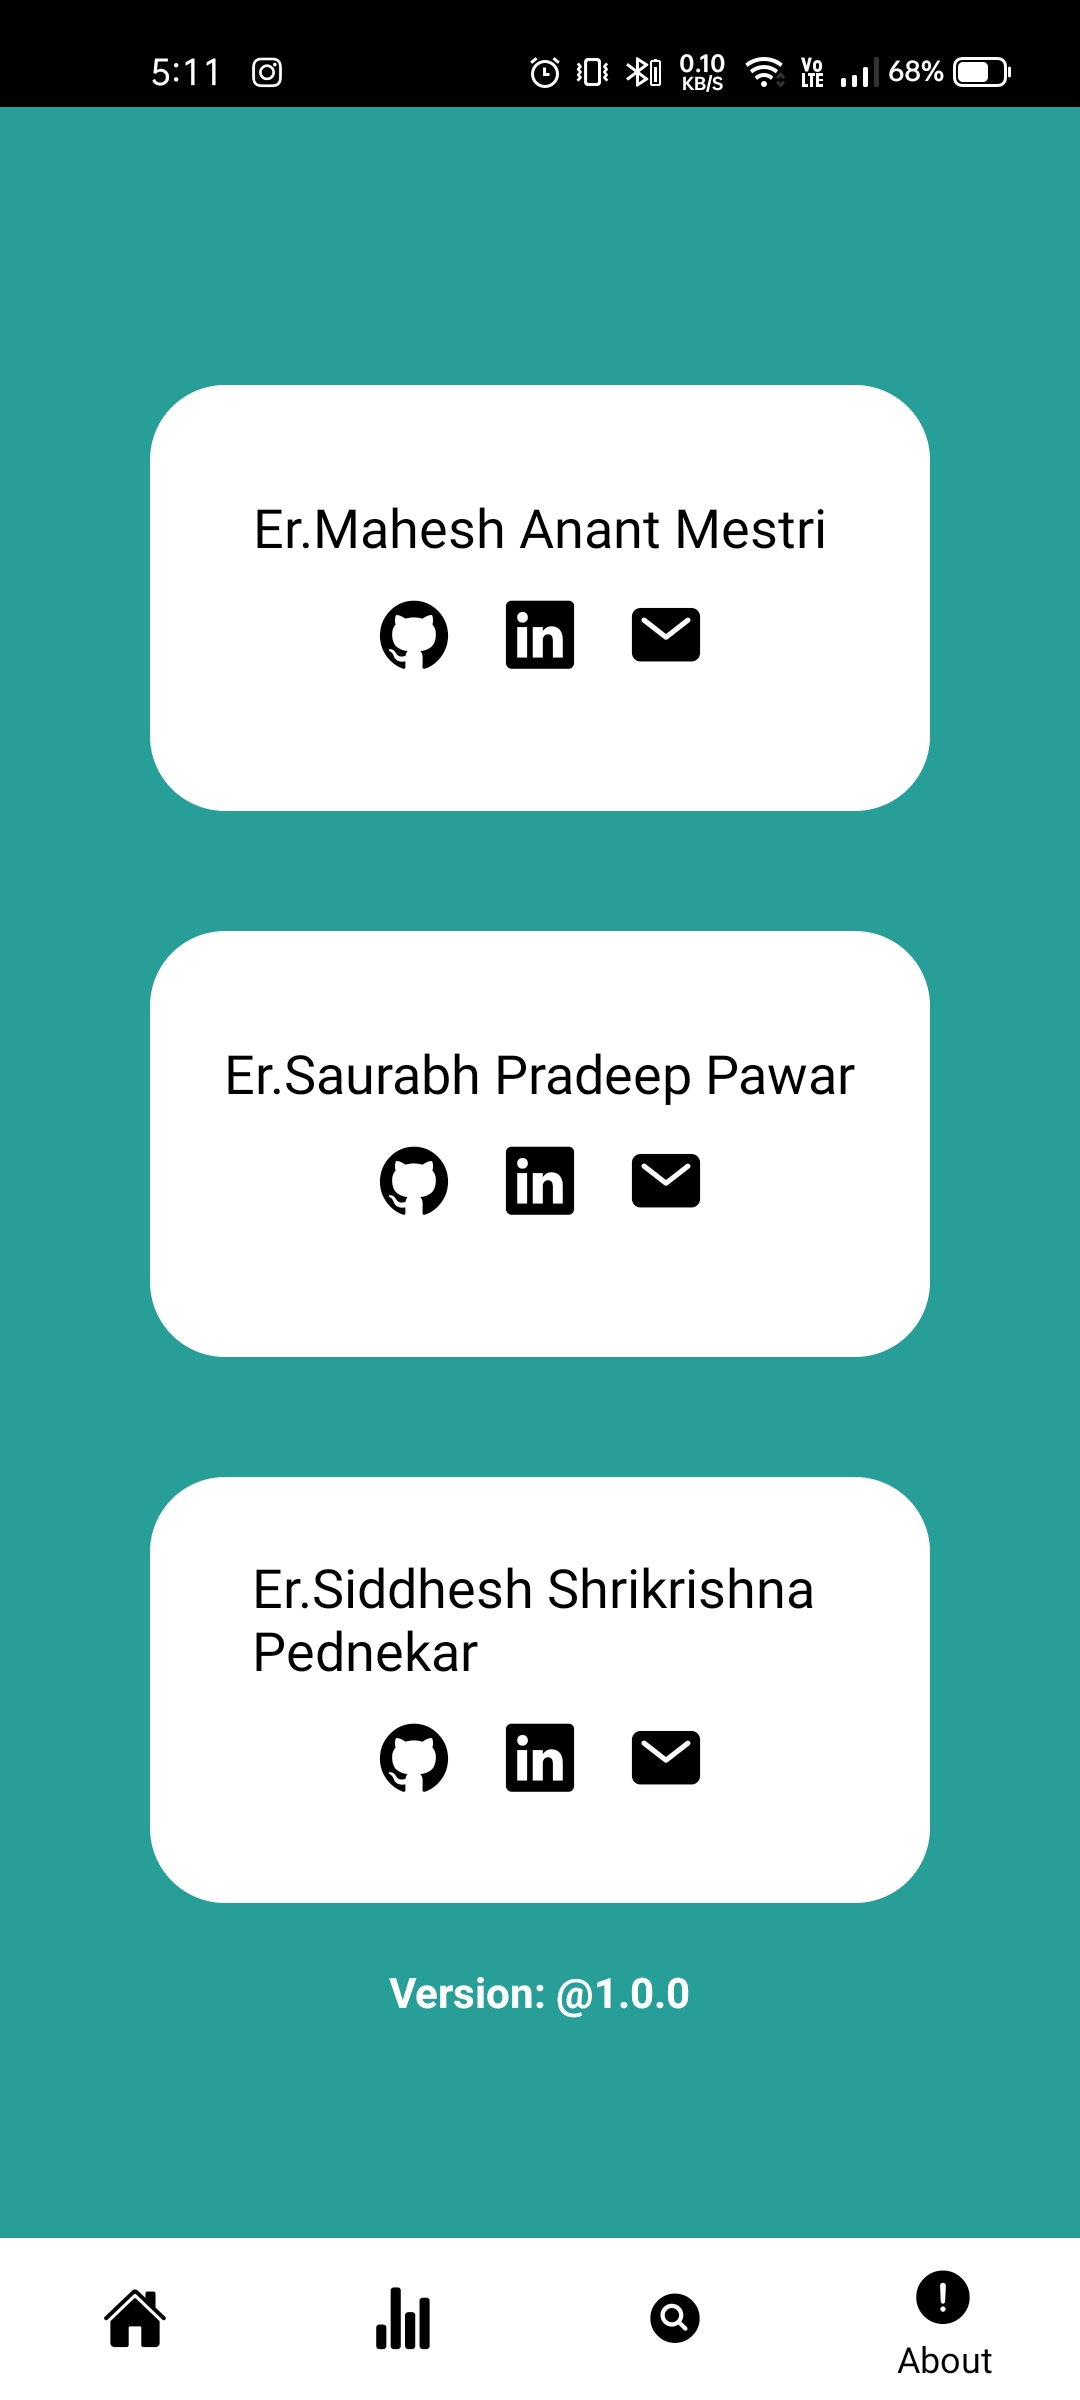 5:11
0.10
KB/S
Vo
LTE
68%
Er.Mahesh Anant Mestri
in
Er.Saurabh Pradeep Pawar
in
Er.Siddhesh Shrikrishna
Pednekar
in
Version: @1.0.0
About